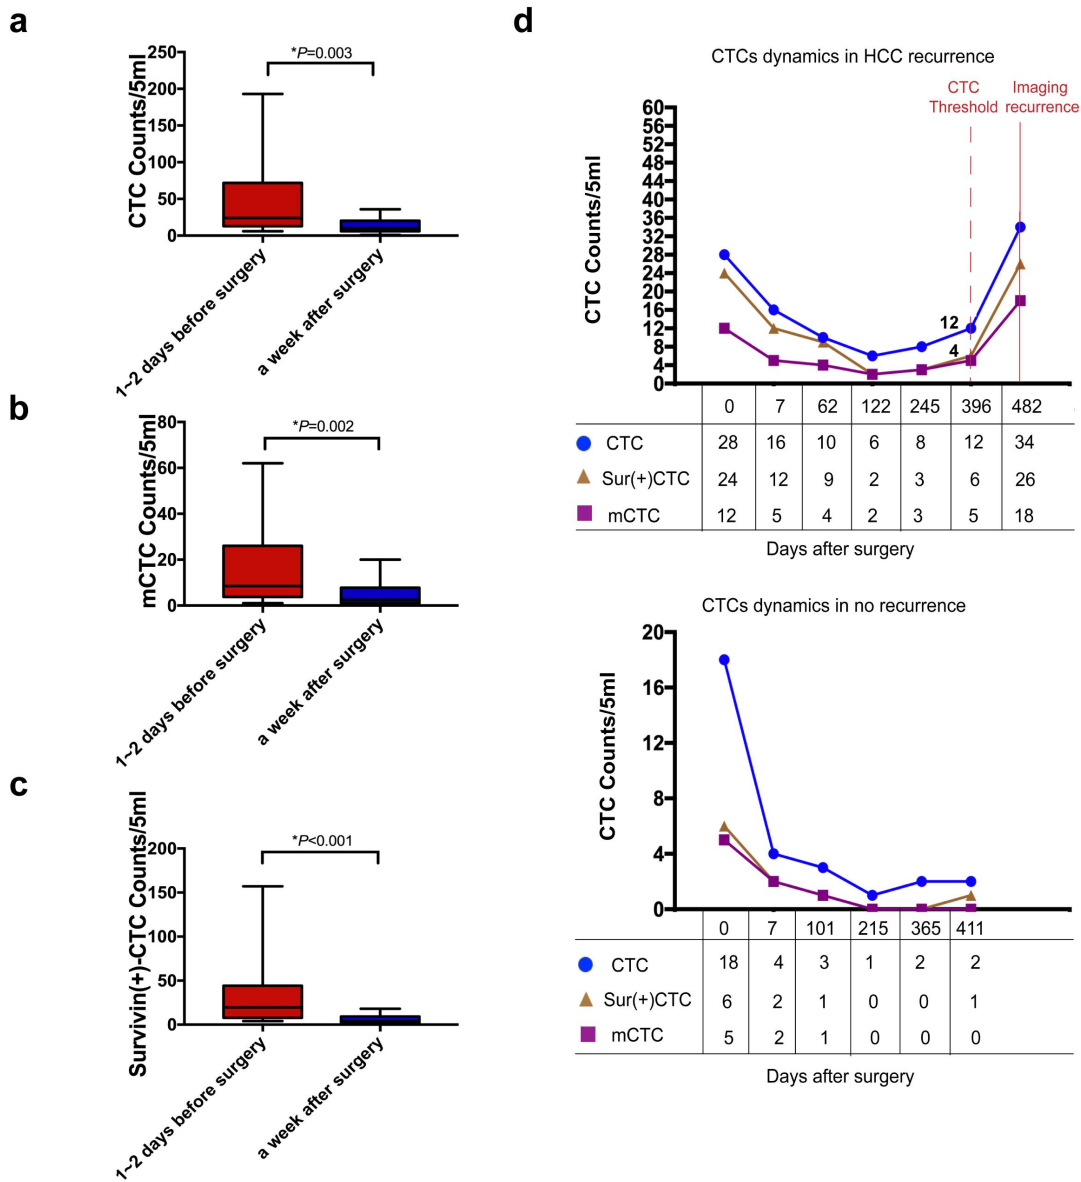 a
CTC Counts/5ml
250
200
150
100
50
0
*P=0.003
1~2 days before surgery
a week after surgery
b
mCTC Counts/5ml
80
60
40
20
0
*P=0.002
1~2 days before surgery
a week after surgery
c
Survivin(+)-CTC Counts/5ml
200
150
100
50
0
*P<0.001
1~2 days before surgery
a week after surgery
d
CTCs dynamics in HCC recurrence
CTC
Threshold
Imaging
recurrence
CTC Counts/5ml
60
56
52
48
44
40
36
32
28
24
20
16
12
8
4
0
12
4
0 7 62 122 245 396 482
CTC 28 16 10 6 8 12 34
Sur(+)CTC 24 12 9 2 3 6 26
mCTC 12 5 4 2 3 5 18
Days after surgery
CTCs dynamics in no recurrence
CTC Counts/5ml
20
16
12
8
4
0
0 7 101 215 365 411
CTC 18 4 3 1 2 2
Sur(+)CTC 6 2 1 0 0 1
mCTC 5 2 1 0 0 0
Days after surgery